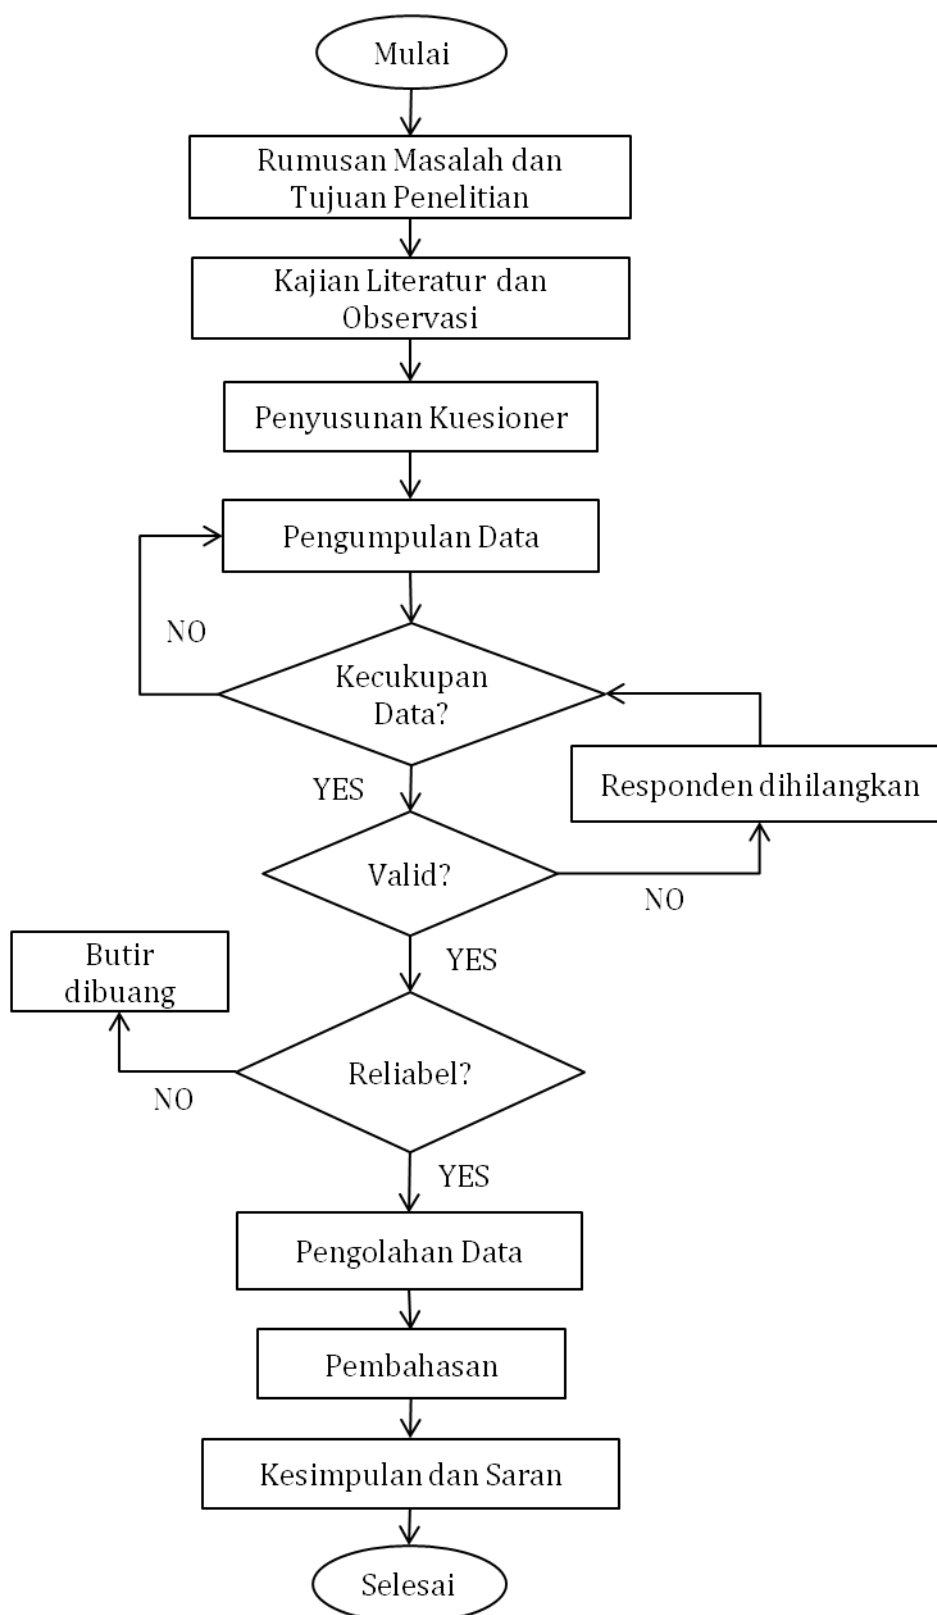 Mulai
Rumusan Masalah dan
Tujuan Penelitian
Kajian Literatur dan
Observasi
Penyusunan Kuesioner
Pengumpulan Data
NO
Kecukupan
Data?
YES
Responden dihilangkan
Valid?
NO
YES
Butir
dibuang
Reliabel?
NO
YES
Pengolahan Data
Pembahasan
Kesimpulan dan Saran
Selesai